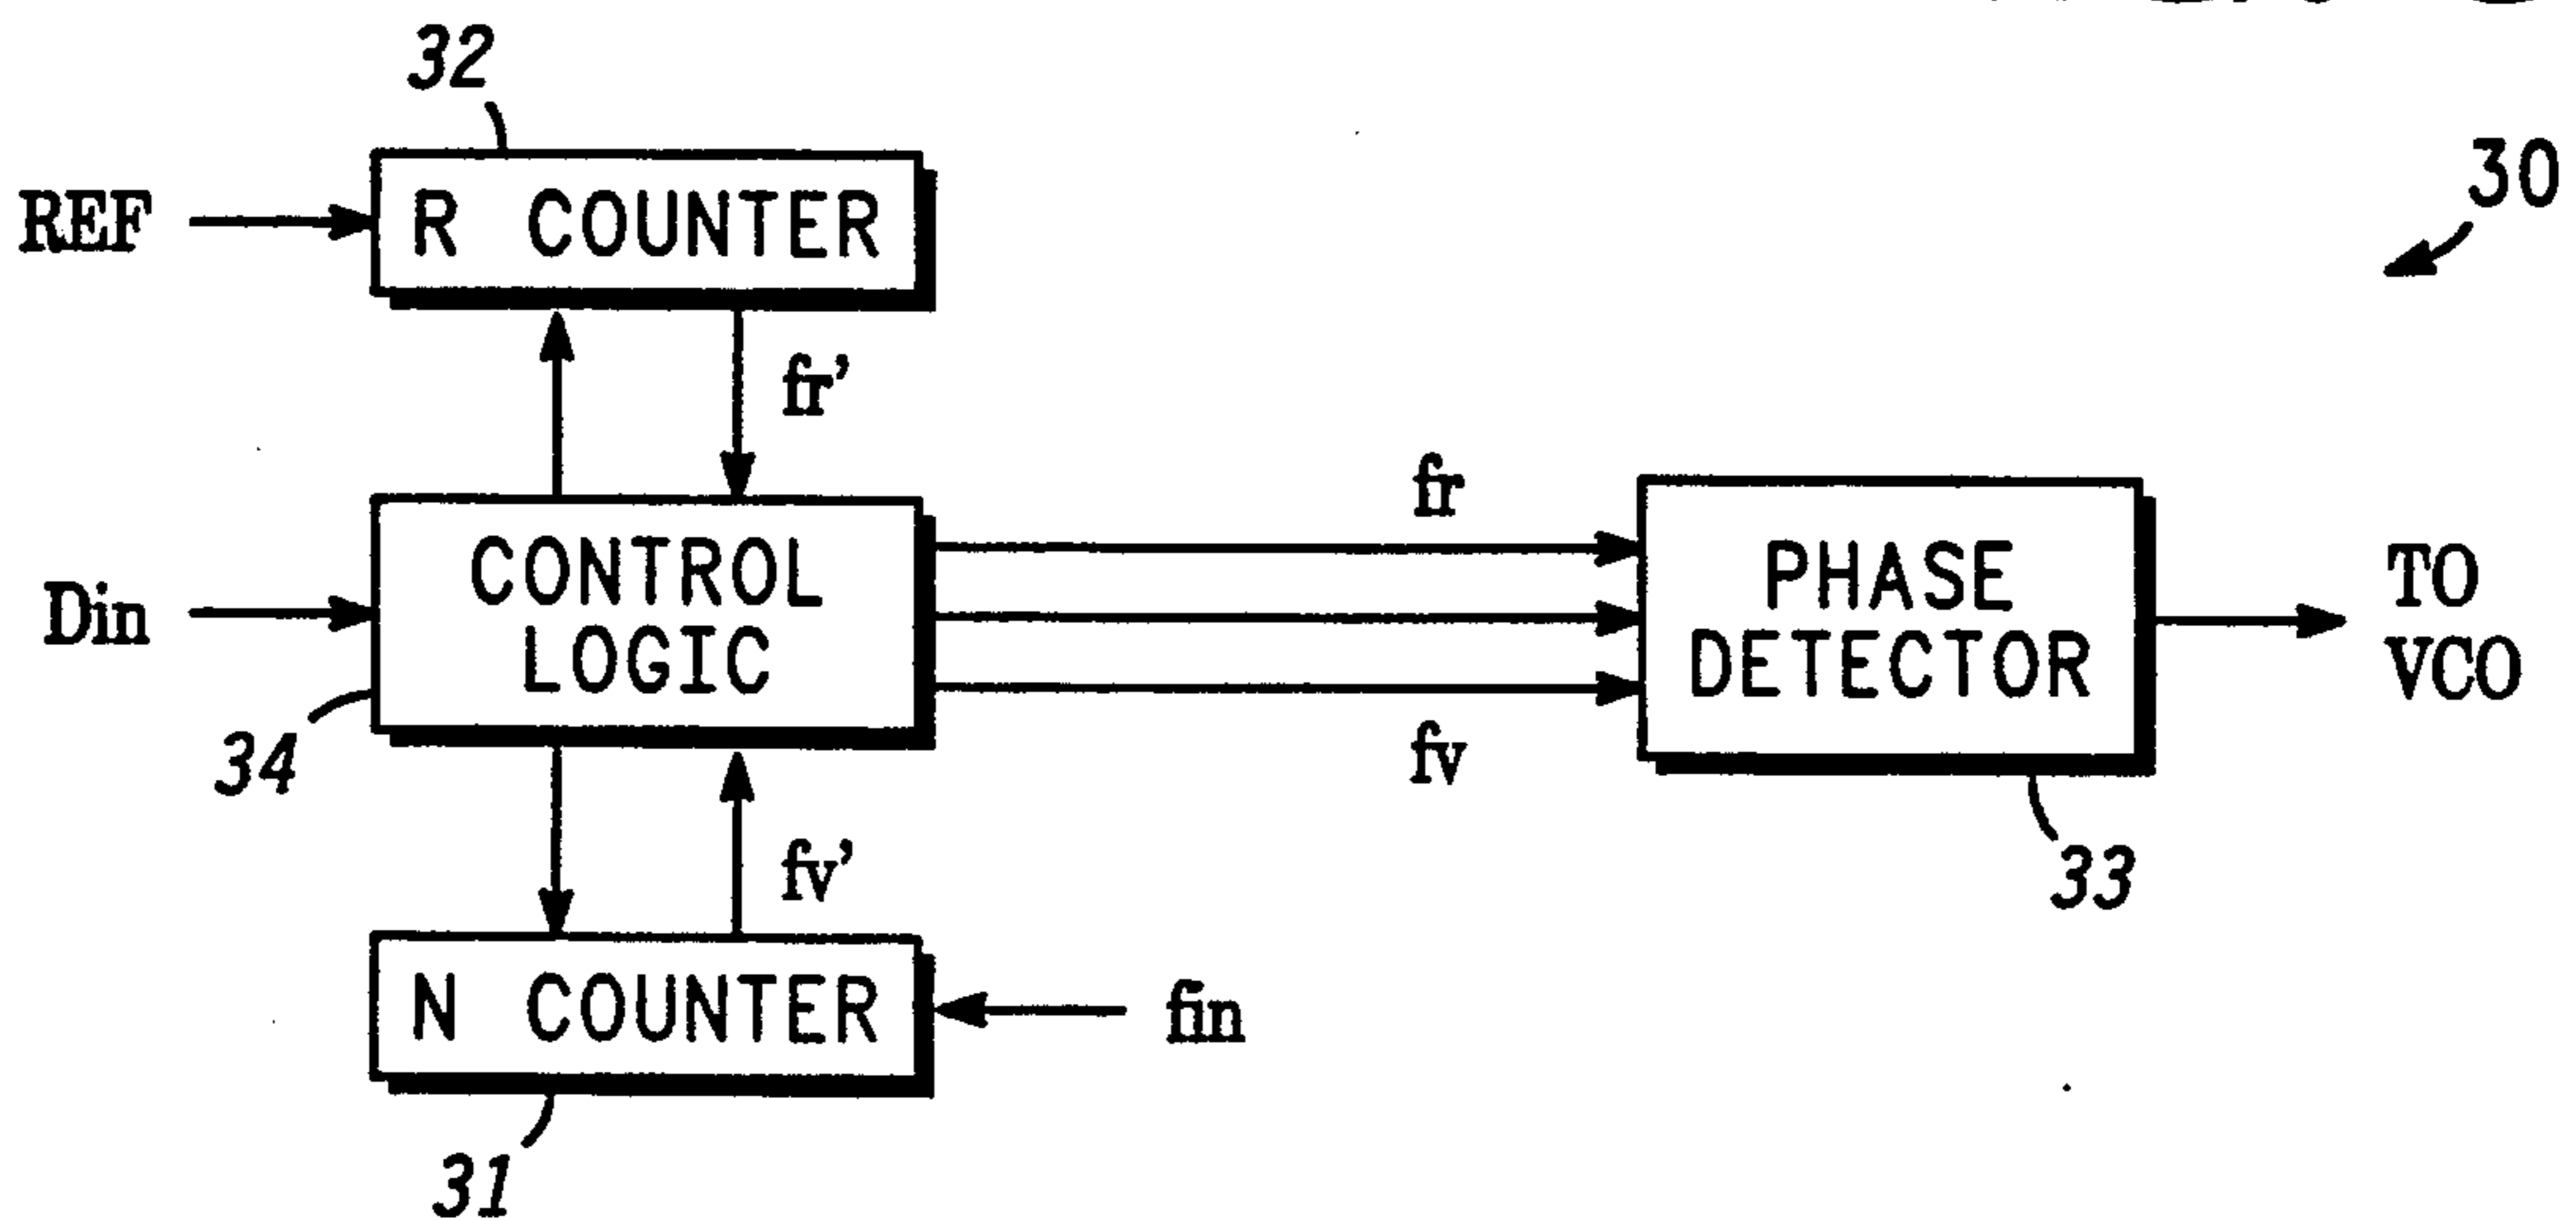 32
30
REF
R COUNTER
fr'
fr
Din
CONTROL
LOGIC
PHASE
DETECTOR
TO
VCO
34
fv
33
fv'
N COUNTER
fin
31